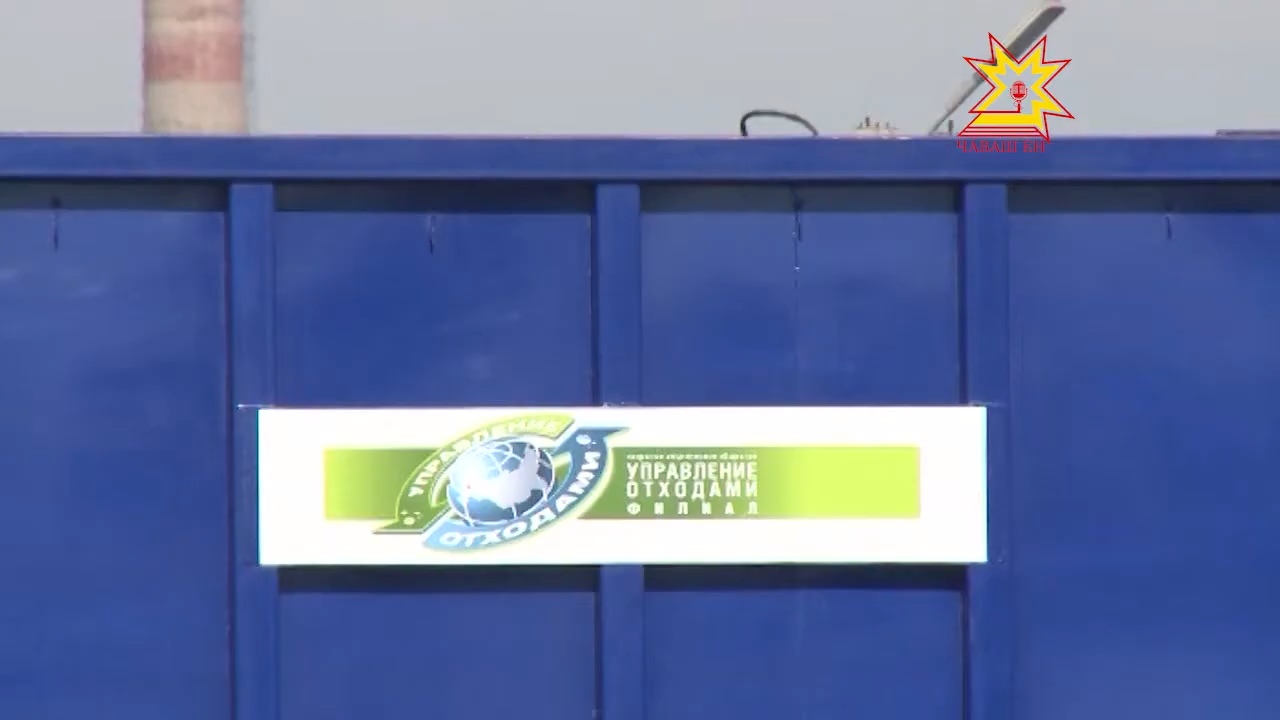 ЧАВАШ ЕН
УПРАВЛЕНИЕ
ОТХОДАМИ
УПРАВЛЕНИЕ
ОТХОДАМИ
ФИЛИАЛ